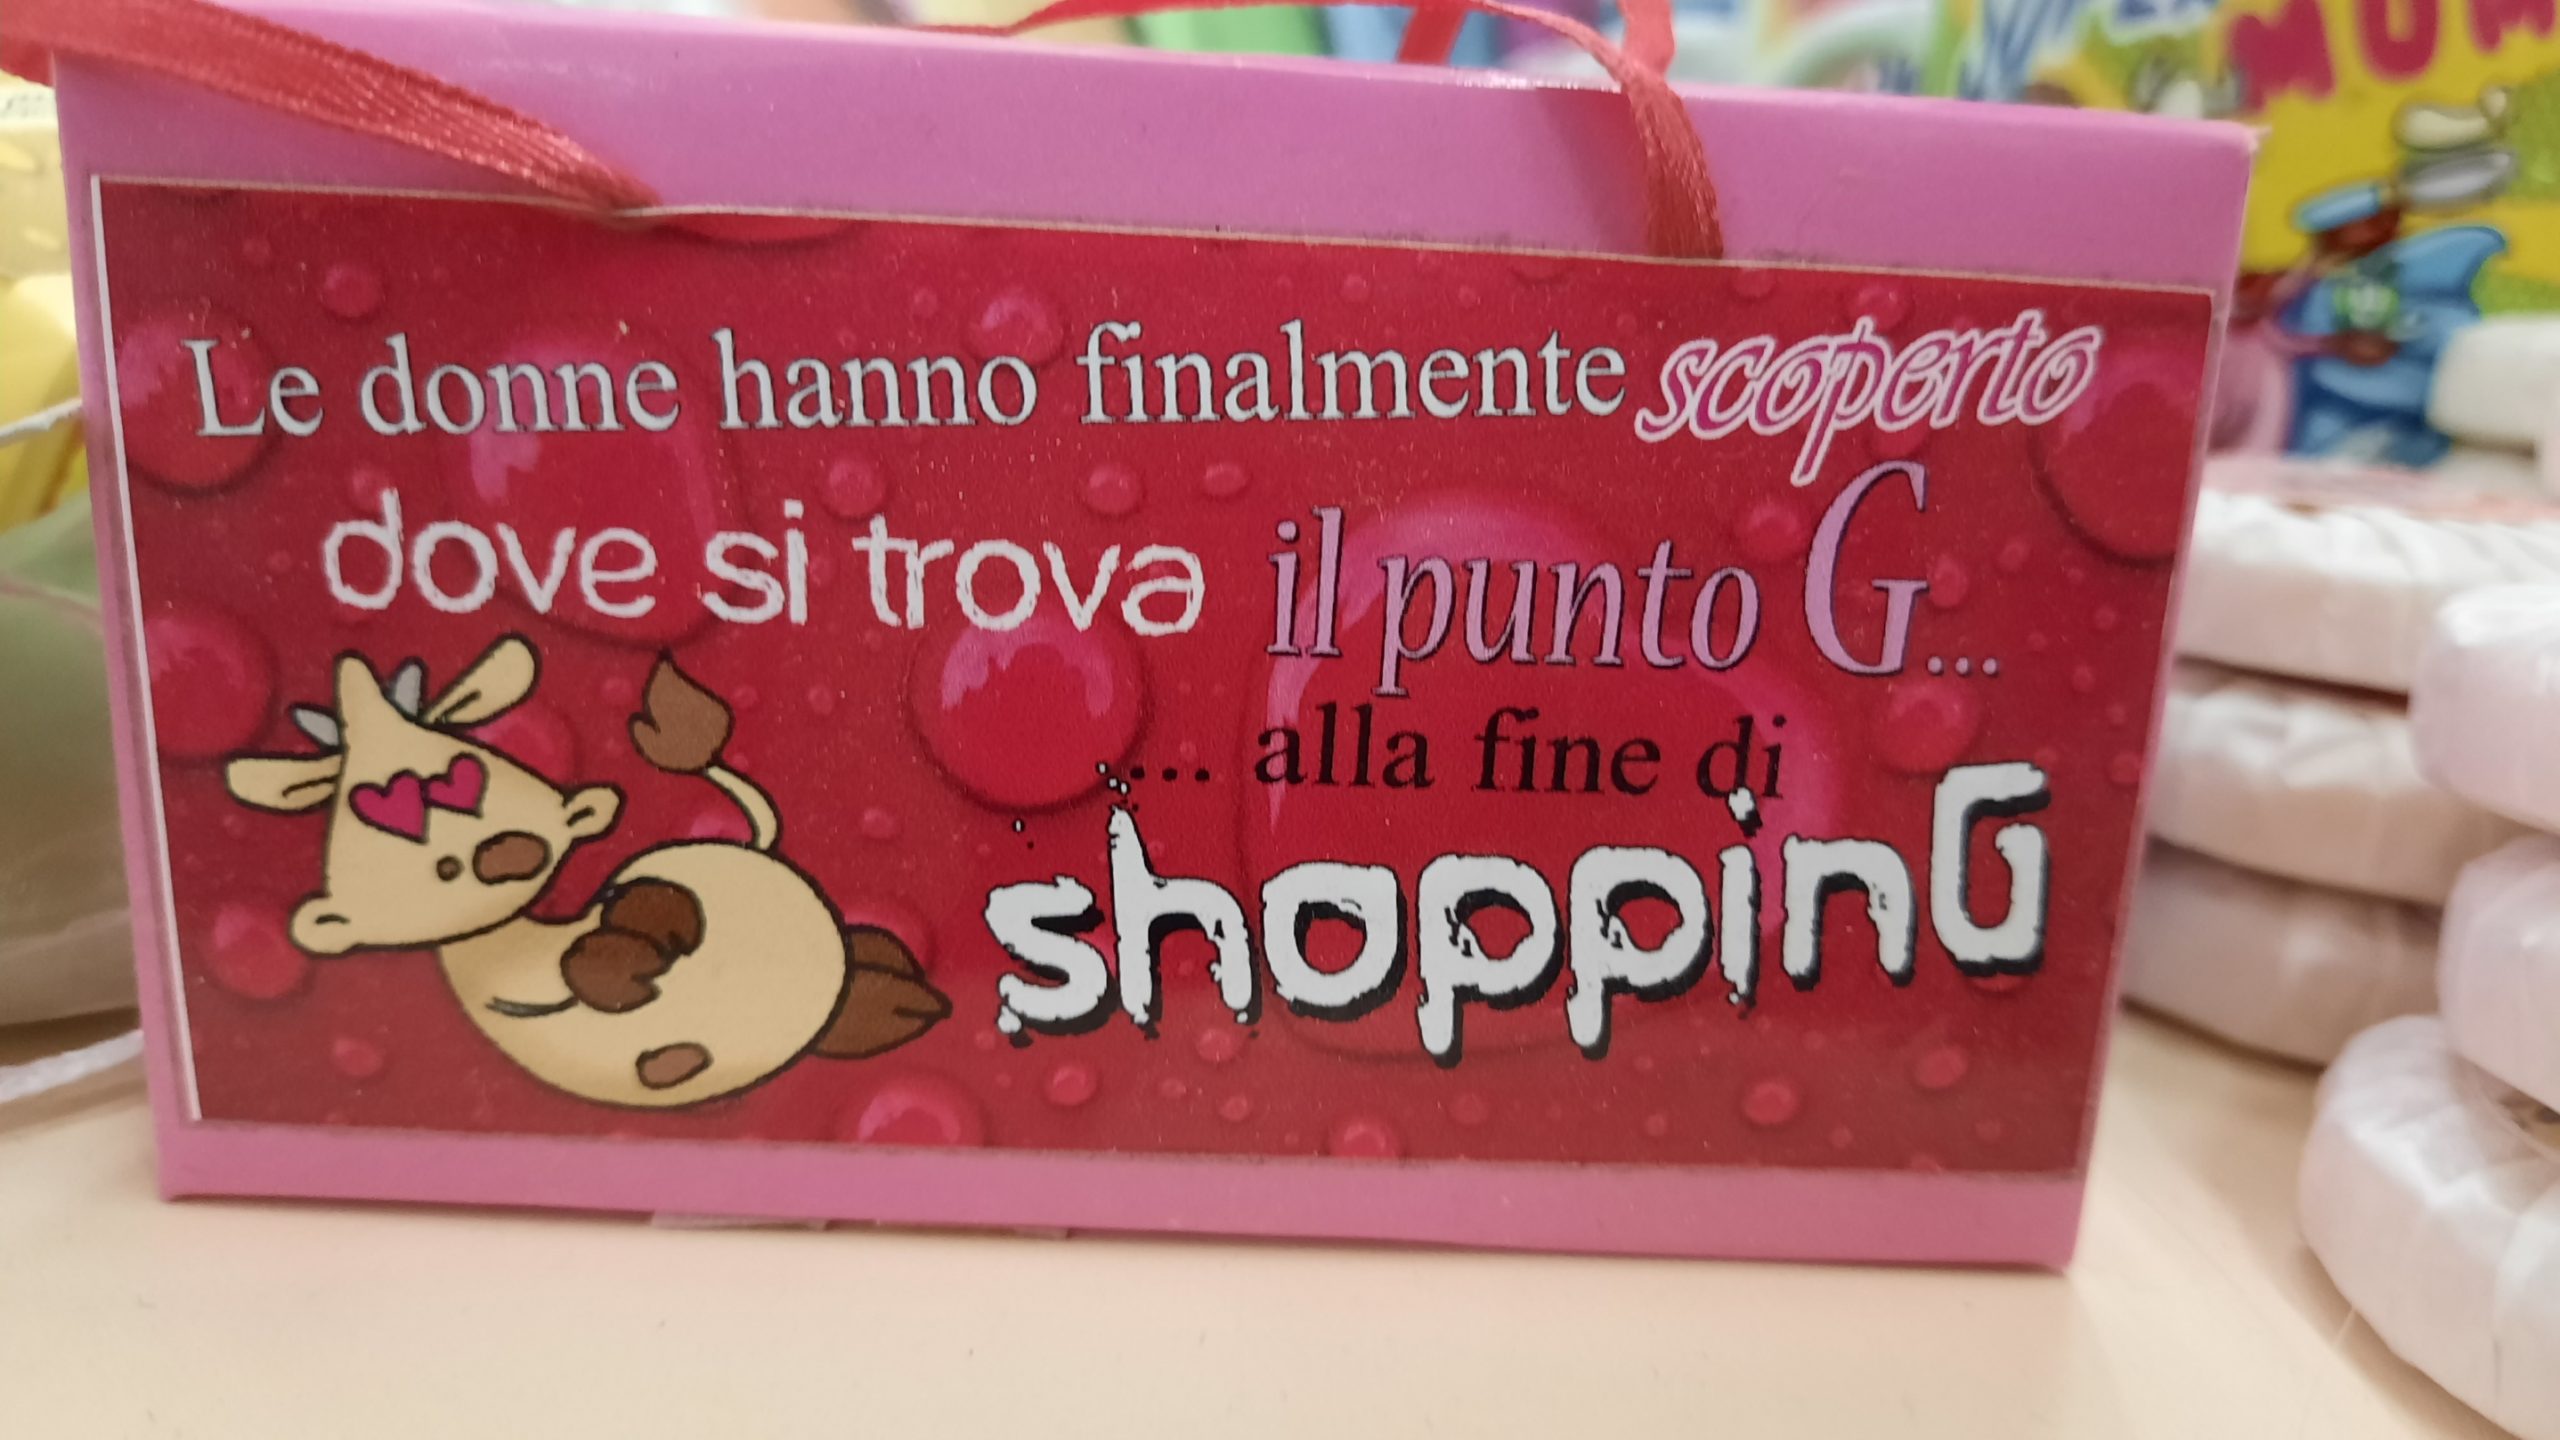 Le donne hanno finalmente scoperto
dove si trova il punto G...
... alla fine di
shoppinG